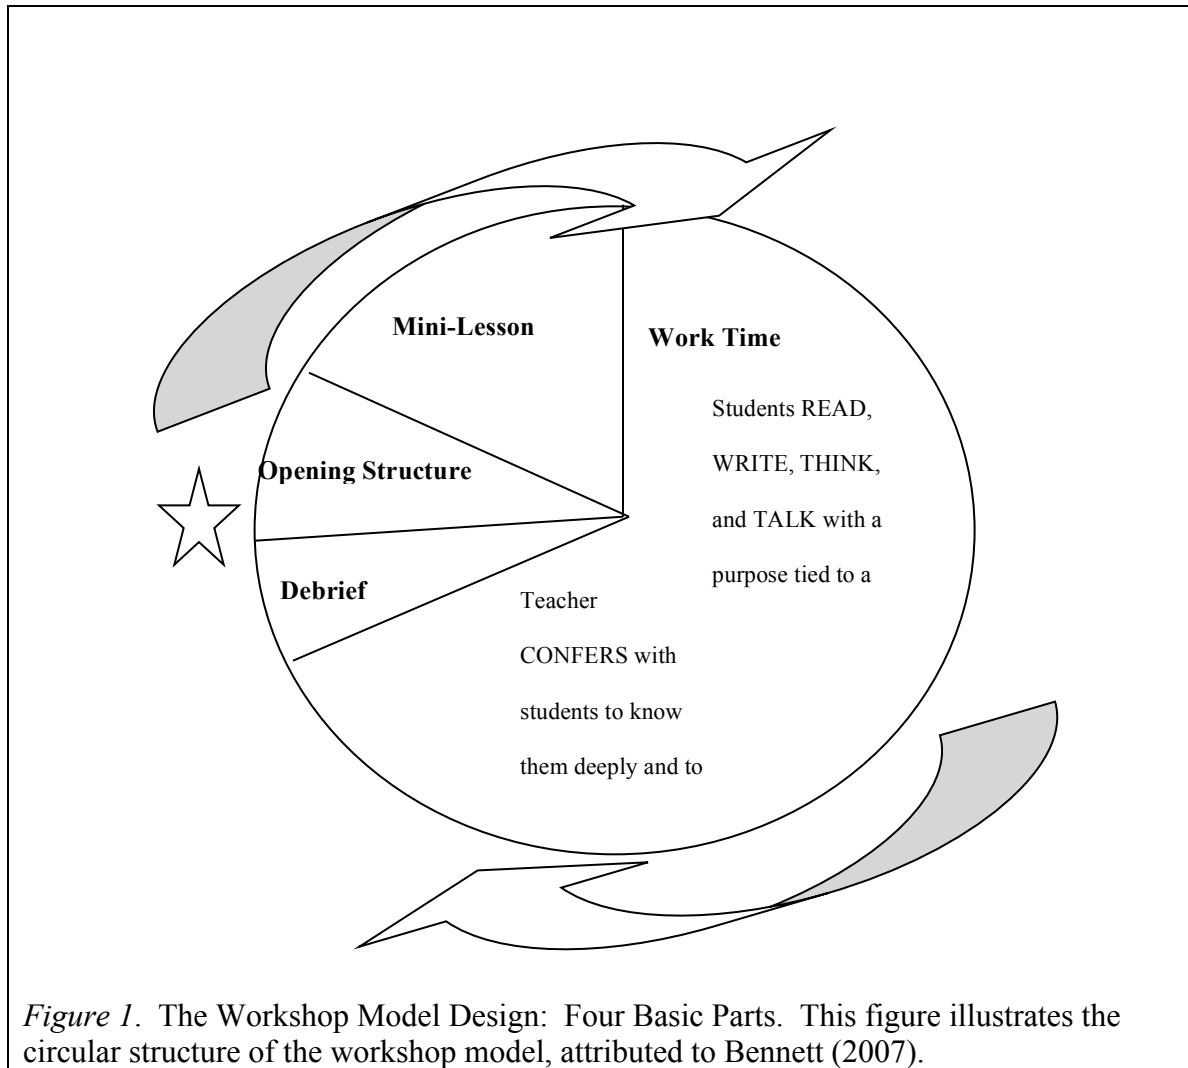 Mini-Lesson
Work Time
Students READ,
WRITE, THINK,
and TALK with a
purpose tied to a
Opening Structure
Debrief
Teacher
CONFERS with
students to know
them deeply and to
Figure 1. The Workshop Model Design: Four Basic Parts. This figure illustrates the
circular structure of the workshop model, attributed to Bennett (2007).